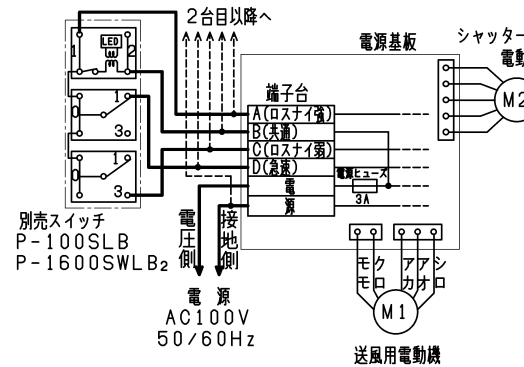 2台目以降へ
電源基板
シャッター
電動
LED
1
2
1
3
1
3
端子台
A(ロスナイ強)
B(共通)
C(ロスナイ弱)
D(急速)
電
源
電源ヒューズ
3A
M2
別売スイッチ
P-100SLB
P-1600SWLB2
電圧側
接地側
電 源
AC100V
50/60Hz
モモ
クロ
アカ
アオ
シロ
M1
送風用電動機